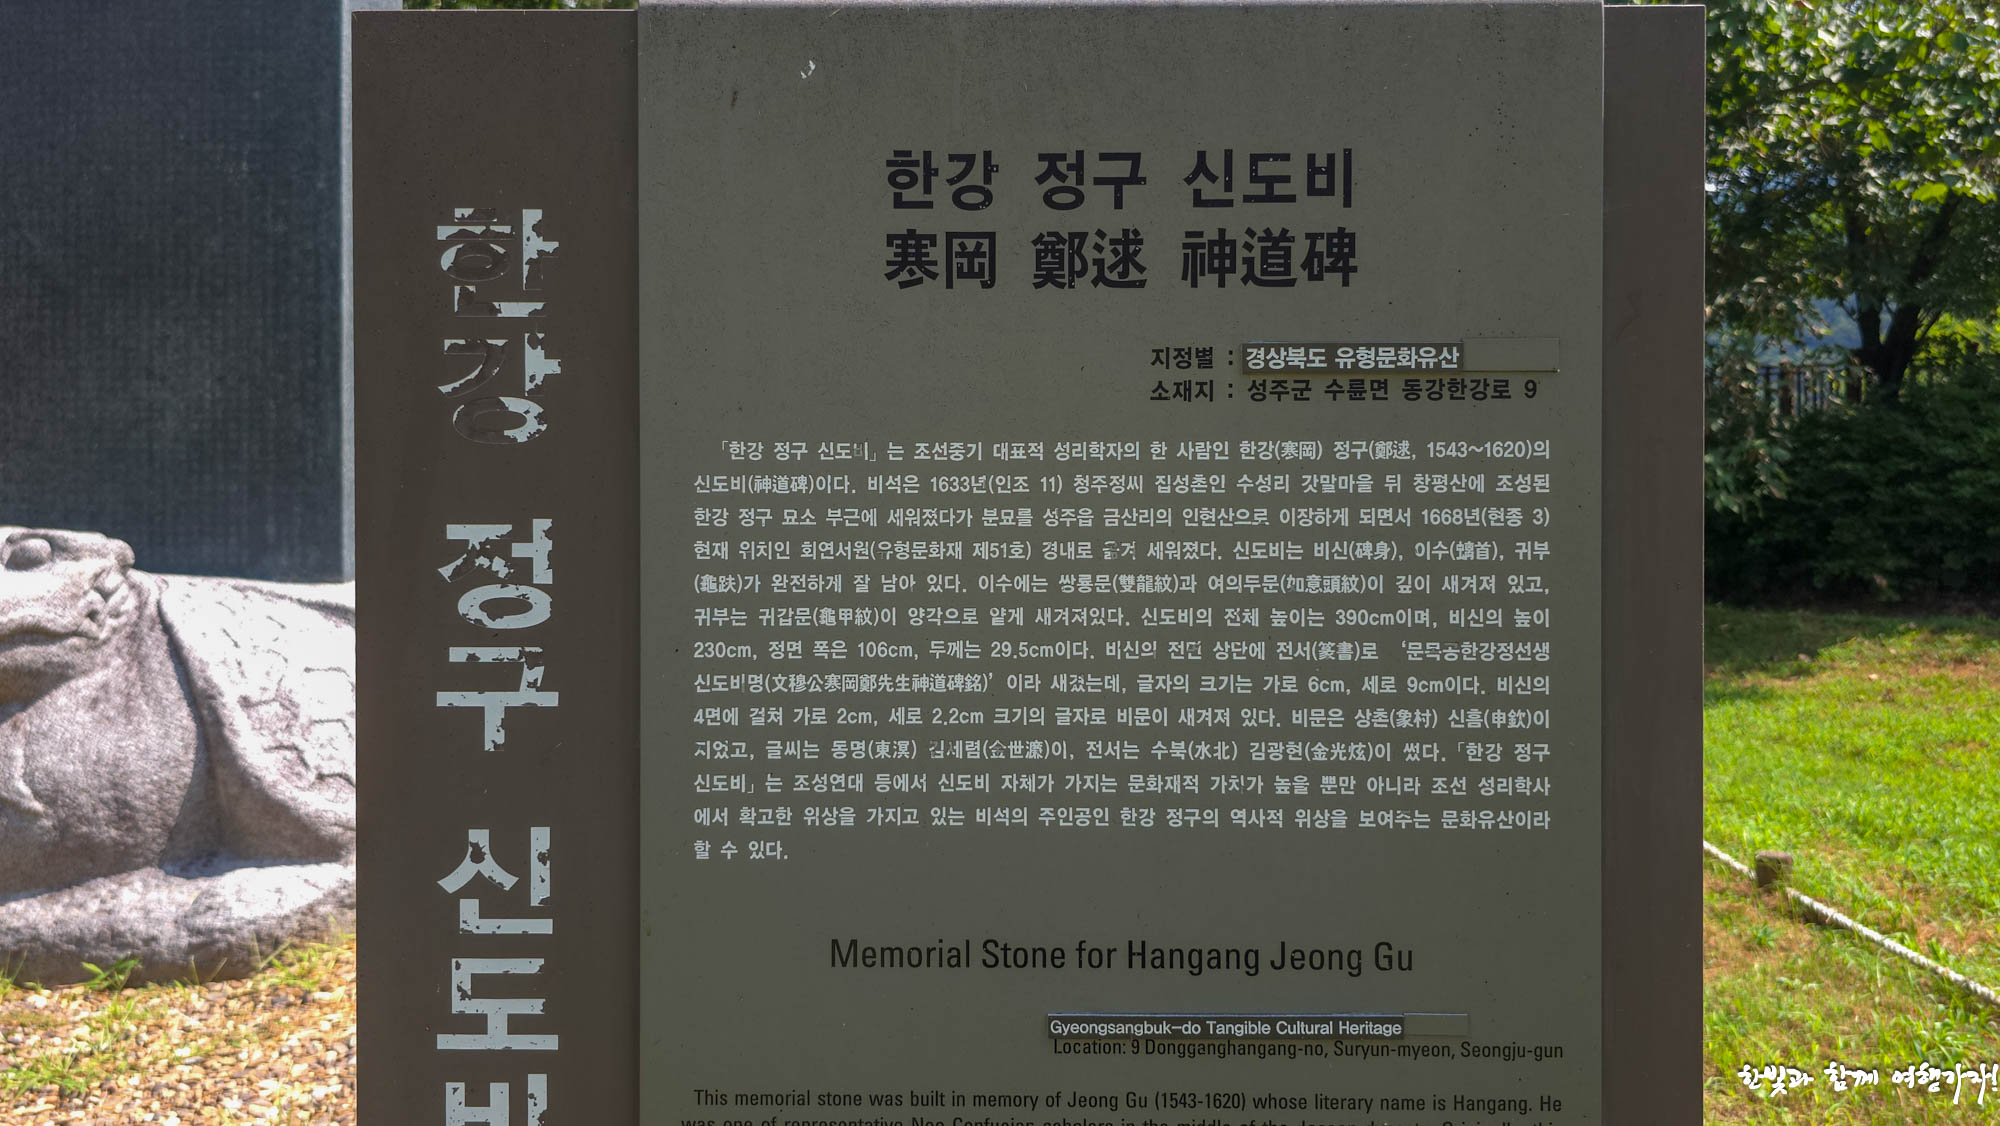 한강 정구 신도비
한강 정구 신도비
寒岡 鄭逑 神道碑
지정별 : 경상북도 유형문화유산
소재지 : 성주군 수륜면 동강한강로 9
「한강 정구 신도비」는 조선중기 대표적 성리학자의 한 사람인 한강(寒岡) 정구(鄭逑, 1543~1620)의
신도비(神道碑)이다. 비석은 1633년(인조 11) 청주정씨 집성촌인 수성리 갓말마을 뒤 창평산에 조성된
한강 정구 묘소 부근에 세워졌다가 분묘를 성주읍 금산리의 인현산으로 이장하게 되면서 1668년(현종 3)
현재 위치인 회연서원(유형문화재 제51호) 경내로 옮겨 세워졌다. 신도비는 비신(碑身), 이수(螭首), 귀부
(龜趺)가 완전하게 잘 남아 있다. 이수에는 쌍룡문(雙龍紋)과 여의두문(如意頭紋)이 깊이 새겨져 있고,
귀부는 귀갑문(龜甲紋)이 양각으로 얕게 새겨져있다. 신도비의 전체 높이는 390cm이며, 비신의 높이
230cm, 정면 폭은 106cm, 두께는 29.5cm이다. 비신의 전면 상단에 전서(篆書)로 ‘문목공한강정선생
신도비명(文穆公寒岡鄭先生神道碑銘)’이라 새겼는데, 글자의 크기는 가로 6cm, 세로 9cm이다. 비신의
4면에 걸쳐 가로 2cm, 세로 2.2cm 크기의 글자로 비문이 새겨져 있다. 비문은 상촌(象村) 신흠(申欽)이
지었고, 글씨는 동명(東溟) 김세렴(金世濂)이, 전서는 수북(水北) 김광현(金光炫)이 썼다.「한강 정구
신도비」는 조성연대 등에서 신도비 자체가 가지는 문화재적 가치가 높을 뿐만 아니라 조선 성리학사
에서 확고한 위상을 가지고 있는 비석의 주인공인 한강 정구의 역사적 위상을 보여주는 문화유산이라
할 수 있다.
Memorial Stone for Hangang Jeong Gu
Gyeongsangbuk-do Tangible Cultural Heritage
Location: 9 Dongganghangang-no, Suryun-myeon, Seongju-gun
This memorial stone was built in memory of Jeong Gu (1543-1620) whose literary name is Hangang. He
was one of representative Neo-Confucian scholars in the middle of the Joseon
한빛과 함께 여행가자!